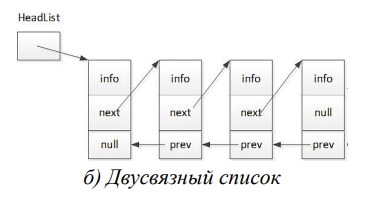 HeadList
info info info info
next next next null
null prev prev prev
б) Двусвязный список